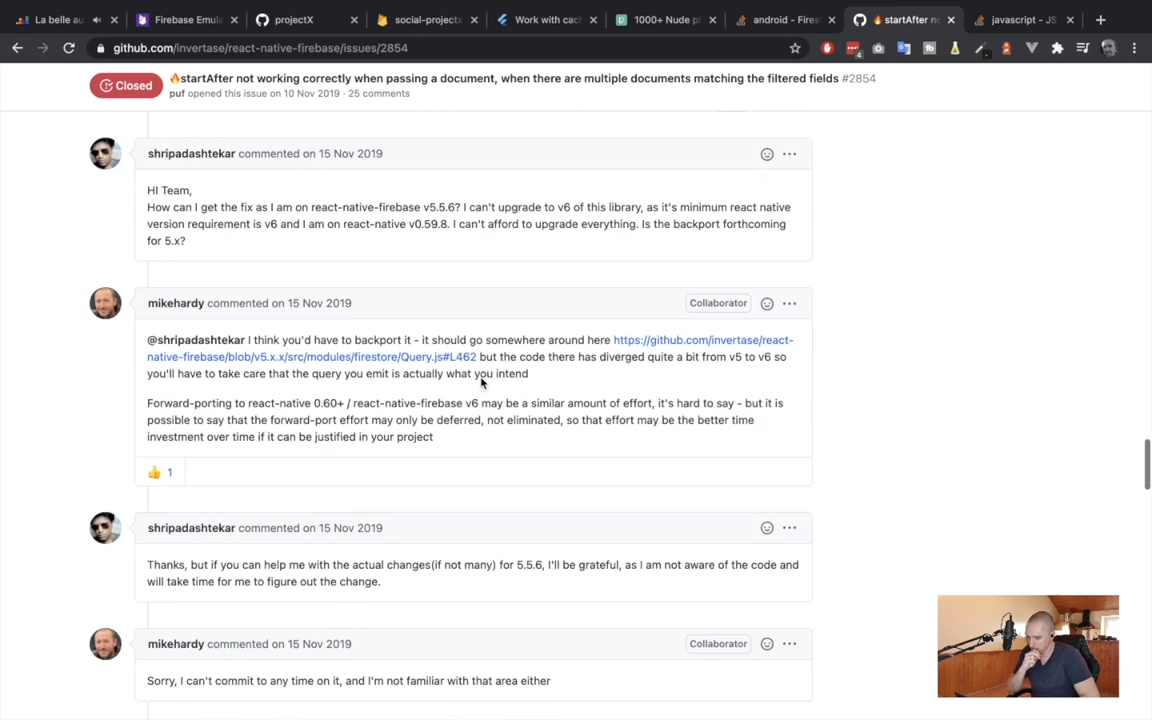 La belle au
Firebase Emula
projectX
social-projectx
Work with cach
1000+ Nude pi
android - Fires
🔥startAfter no
javascript - JS
github.com/invertase/react-native-firebase/issues/2854
4
Closed
🔥startAfter not working correctly when passing a document, when there are multiple documents matching the filtered fields #2854
puf opened this issue on 10 Nov 2019 · 25 comments
shripadashtekar commented on 15 Nov 2019
HI Team,
How can I get the fix as I am on react-native-firebase v5.5.6? I can't upgrade to v6 of this library, as it's minimum react native
version requirement is v6 and I am on react-native v0.59.8. I can't afford to upgrade everything. Is the backport forthcoming
for 5.x?
mikehardy commented on 15 Nov 2019
Collaborator
@shripadashtekar I think you'd have to backport it - it should go somewhere around here https://github.com/invertase/react-
native-firebase/blob/v5.x.x/src/modules/firestore/Query.js#L462 but the code there has diverged quite a bit from v5 to v6 so
you'll have to take care that the query you emit is actually what you intend
Forward-porting to react-native 0.60+ / react-native-firebase v6 may be a similar amount of effort, it's hard to say - but it is
possible to say that the forward-port effort may only be deferred, not eliminated, so that effort may be the better time
investment over time if it can be justified in your project
👍 1
shripadashtekar commented on 15 Nov 2019
Thanks, but if you can help me with the actual changes(if not many) for 5.5.6, I'll be grateful, as I am not aware of the code and
will take time for me to figure out the change.
mikehardy commented on 15 Nov 2019
Collaborator
Sorry, I can't commit to any time on it, and I'm not familiar with that area either